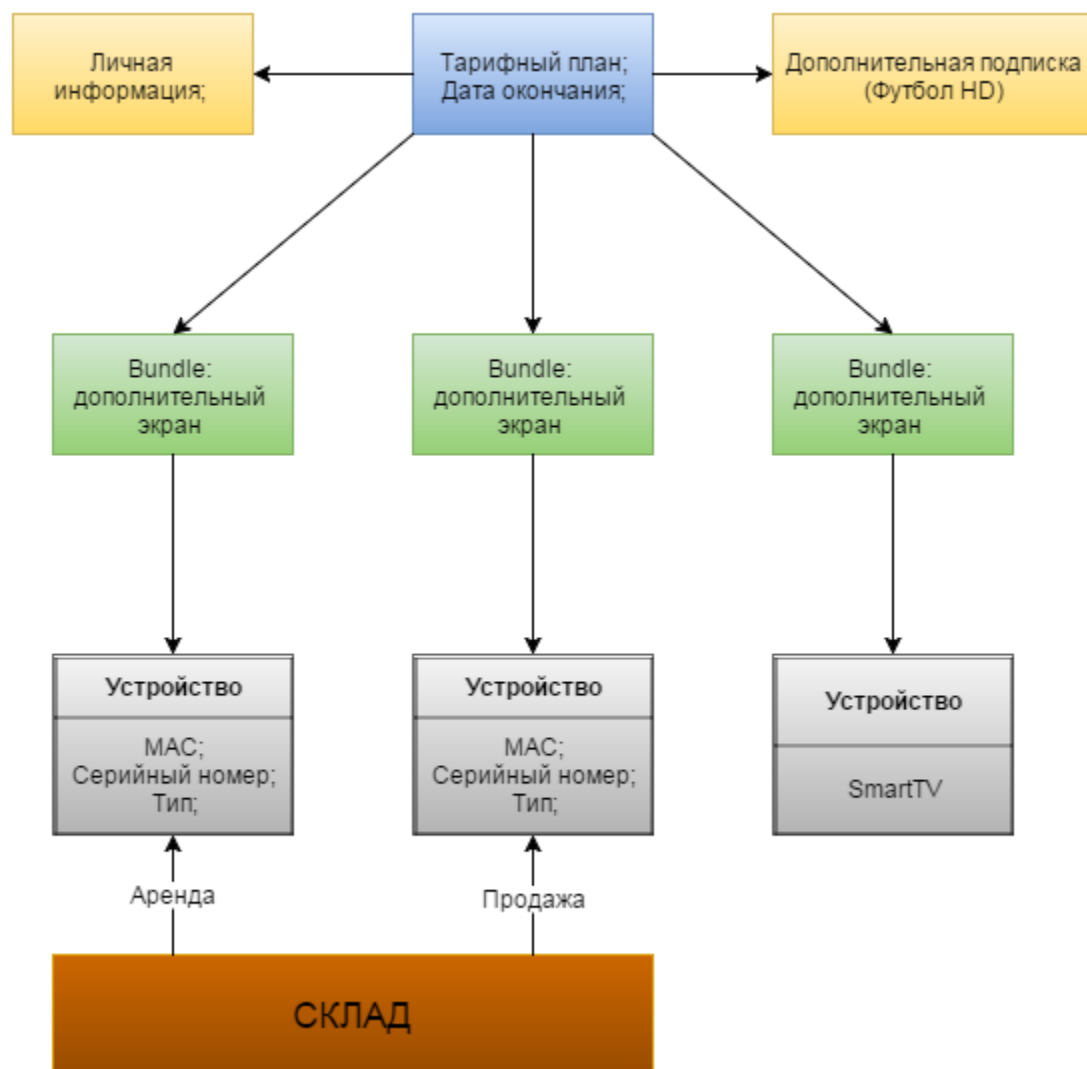 Личная
информация;
Тарифный план;
Дата окончания;
Дополнительная подписка
(Футбол HD)
Bundle:
дополнительный
экран
Bundle:
дополнительный
экран
Bundle:
дополнительный
экран
Устройство
MAC;
Серийный номер;
Тип;
Устройство
MAC;
Серийный номер;
Тип;
Устройство
SmartTV
Аренда
Продажа
СКЛАД